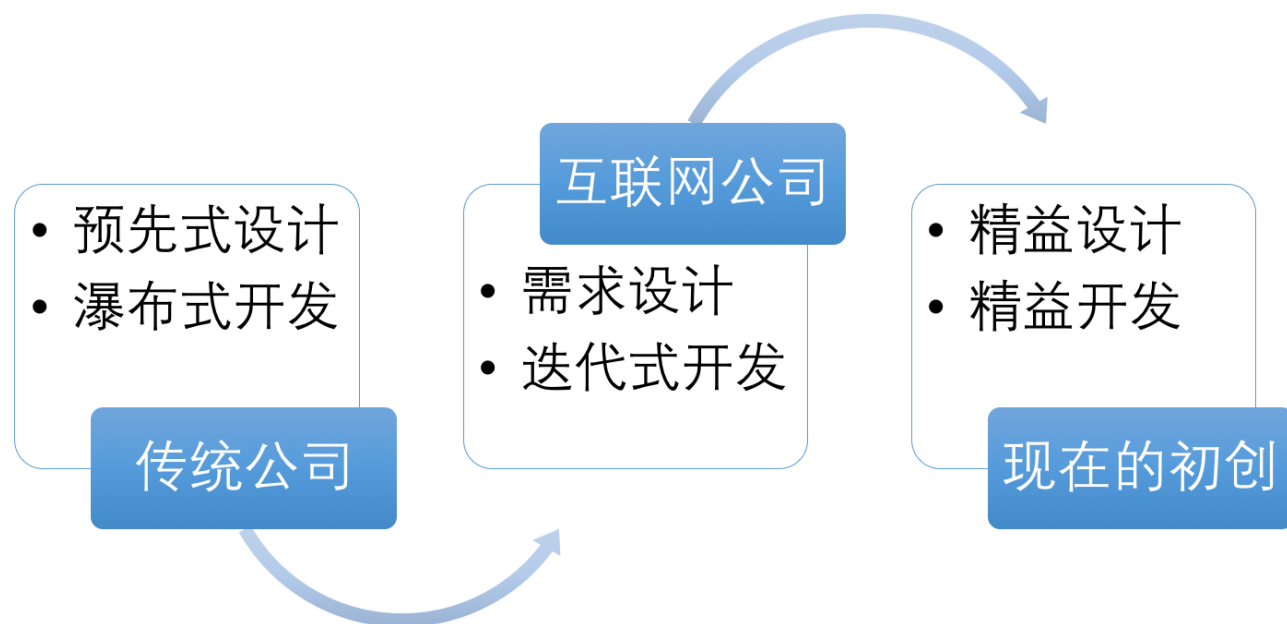 • 预先式设计
• 瀑布式开发
传统公司
互联网公司
• 需求设计
• 迭代式开发
• 精益设计
• 精益开发
现在的初创